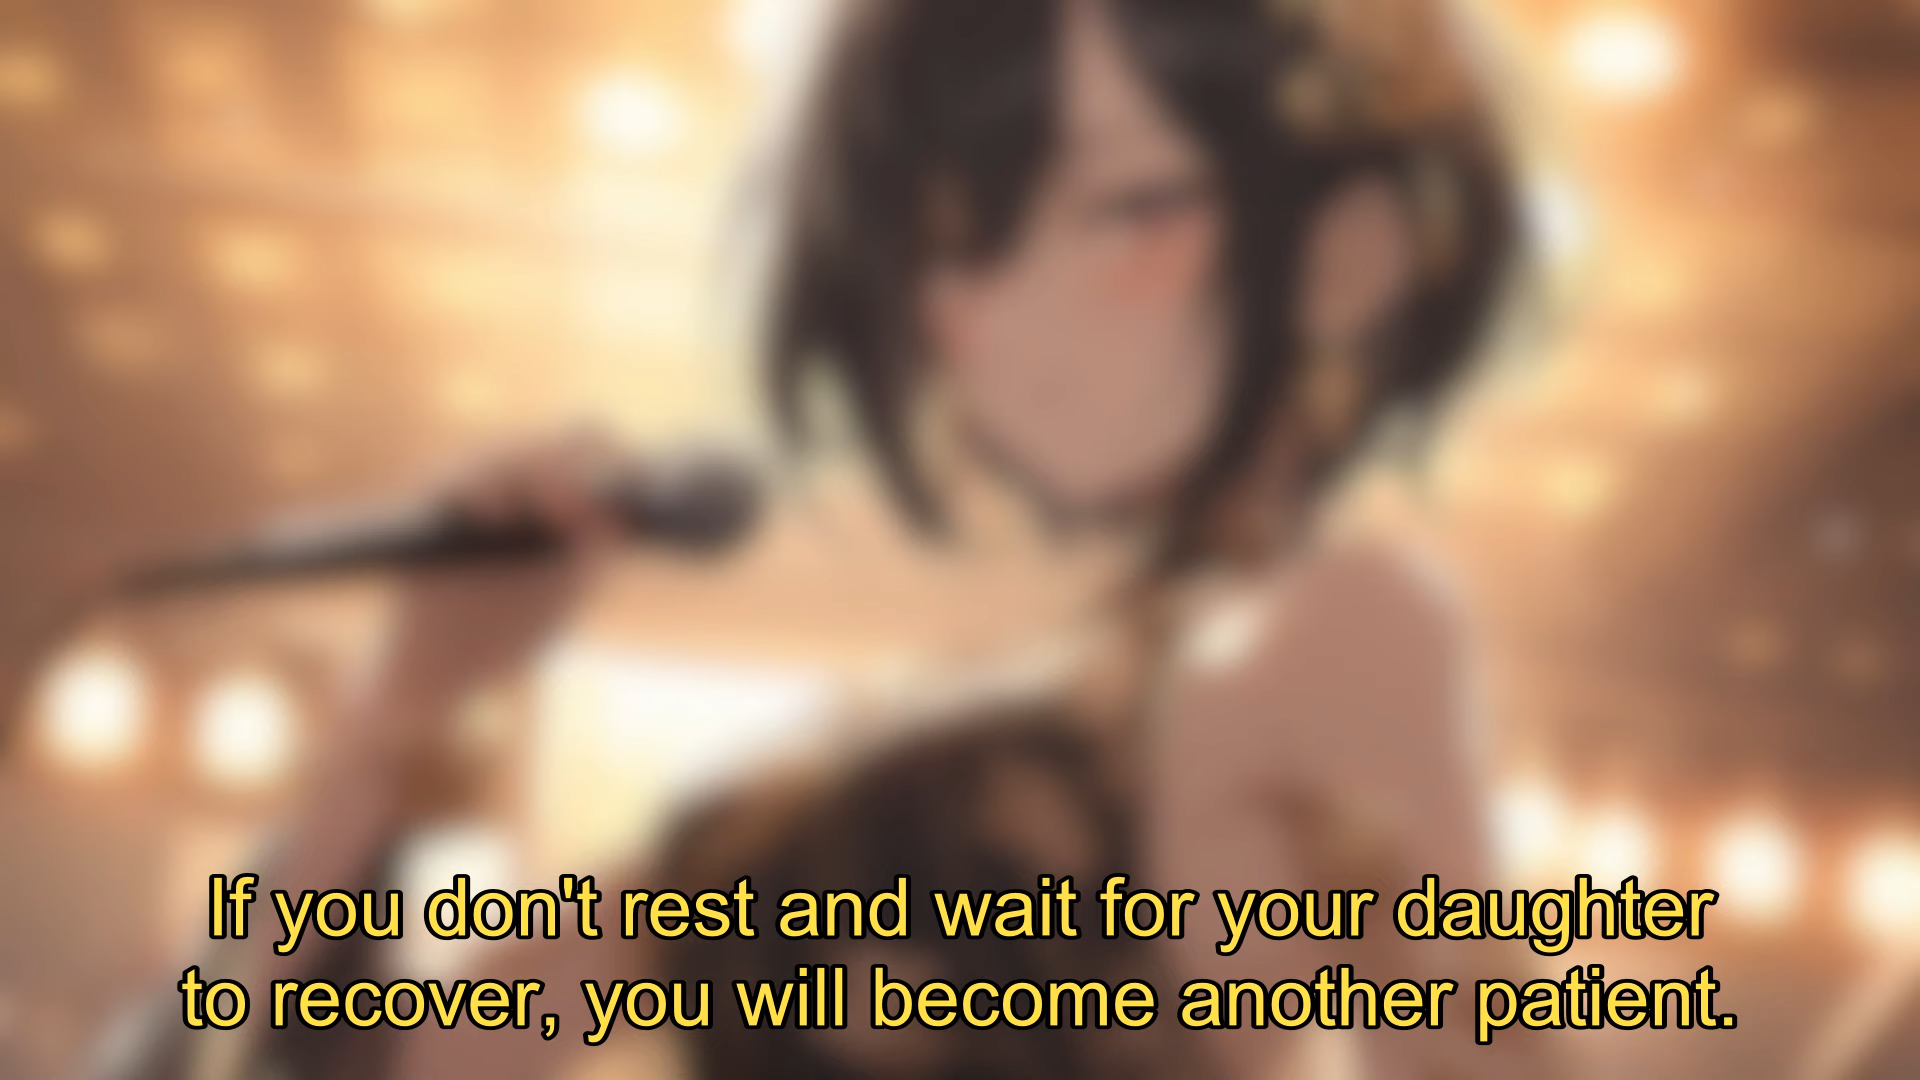 If you don't rest and wait for your daughter
to recover, you will become another patient.